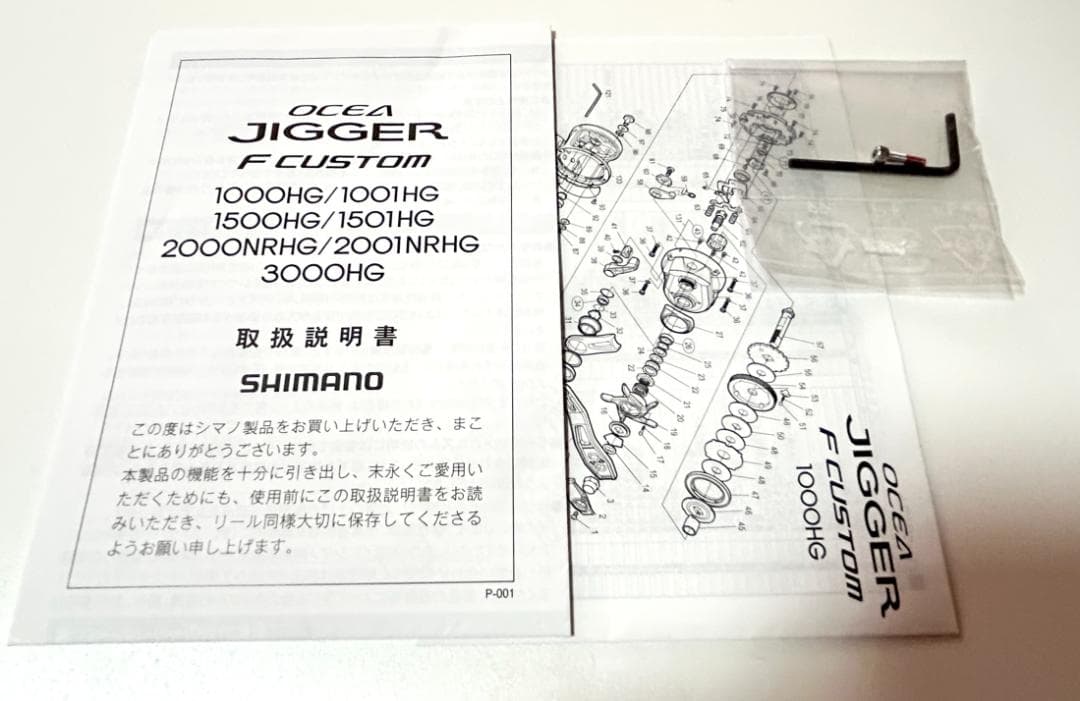 OCEA
JIGGER
F CUSTOM
1000HG/1001HG
1500HG/1501HG
2000NRHG/2001NRHG
3000HG
取扱説明書
SHIMANO
この度はシマノ製品をお買い上げいただき、まこ
とにありがとうございます。
本製品の機能を十分に引き出し、末永くご愛用い
ただくためにも、使用前にこの取扱説明書をお読
みいただき、リール同様大切に保存してくださる
ようお願い申し上げます。
P-001
OCEA
JIGGER
F CUSTOM
1000HG